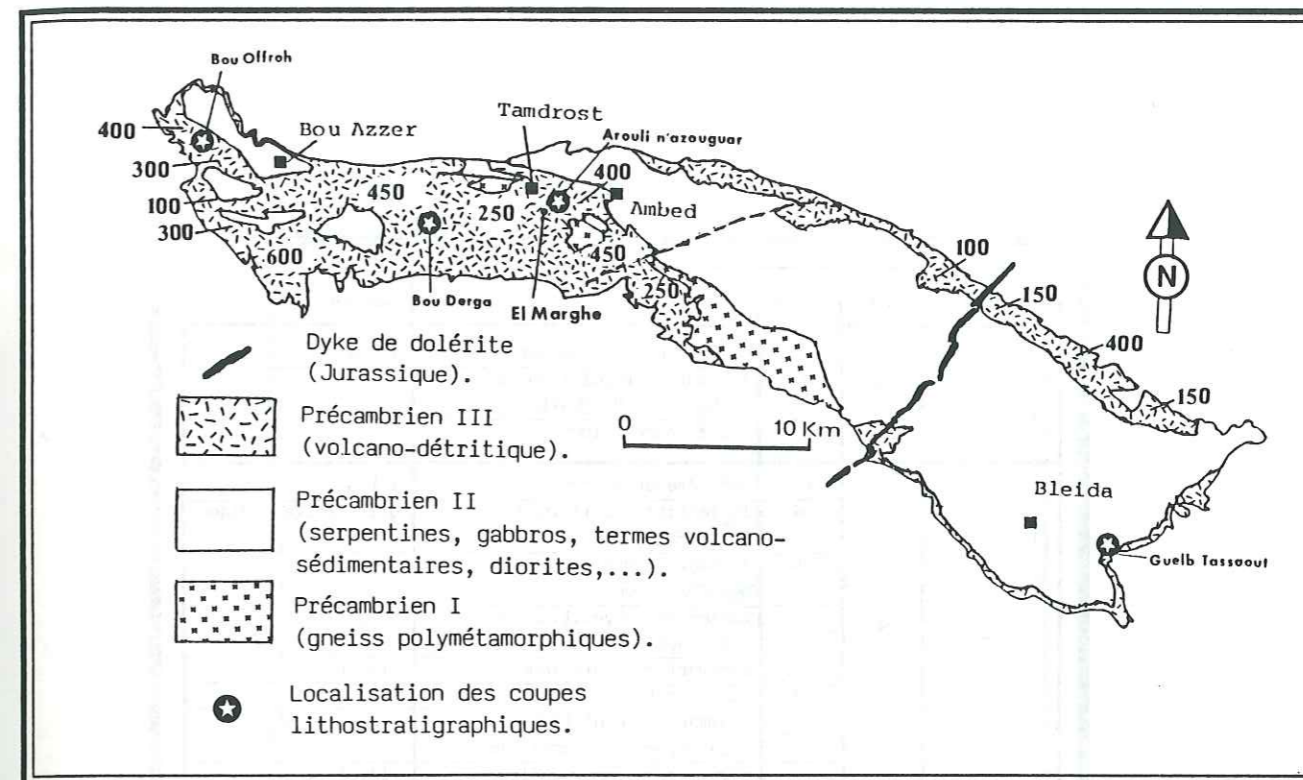 Bou Offroh
Tamdrost
400
Bou Azzer
Arouli n'azouguar
300
450
400
100
250
Ambed
300
600
450
100
Bou Derga
El Marghe
250
150
N
400
150
Dyke de dolérite
(Jurassique).
Précambrien III
(volcano-détritique).
0
10 Km
Précambrien II
(serpentines, gabbros, termes volcano-
sédimentaires, diorites,...).
Bleida
Guelb Tassaout
Précambrien I
(gneiss polymétamorphiques).
Localisation des coupes
lithostratigraphiques.